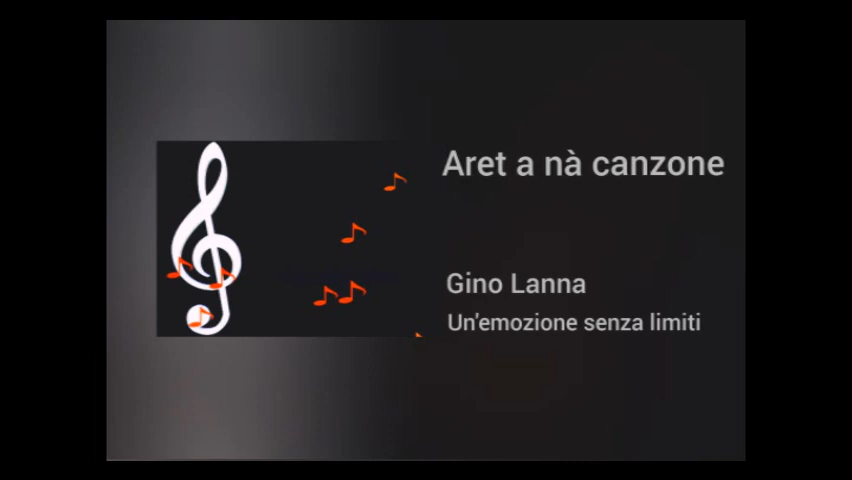 Aret a nà canzone
Gino Lanna
Un'emozione senza limiti